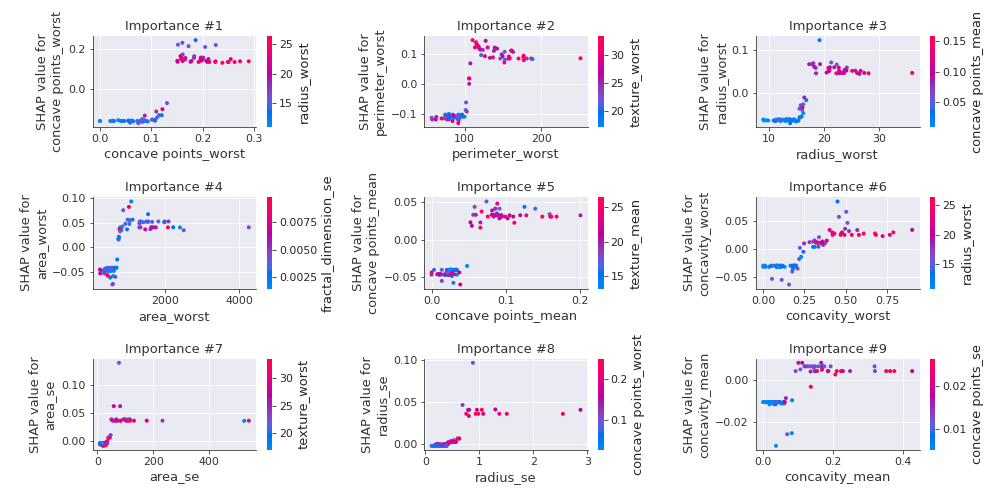 Importance #1
SHAP value for
concave points_worst
0.2
0.0
0.0
0.1
0.2
0.3
concave points_worst
25
20
15
radius_worst
Importance #2
SHAP value for
perimeter_worst
0.1
0.0
−0.1
100
200
perimeter_worst
30
25
20
texture_worst
Importance #3
SHAP value for
radius_worst
0.1
0.0
10
20
30
radius_worst
0.15
0.10
0.05
concave points_mean
Importance #4
SHAP value for
area_worst
0.10
0.05
0.00
−0.05
2000
4000
area_worst
0.0075
0.0050
0.0025
fractal_dimension_se
Importance #5
SHAP value for
concave points_mean
0.05
0.00
−0.05
0.0
0.1
0.2
concave points_mean
25
20
15
texture_mean
Importance #6
SHAP value for
concavity_worst
0.05
0.00
−0.05
0.00
0.25
0.50
0.75
concavity_worst
25
20
15
radius_worst
Importance #7
SHAP value for
area_se
0.10
0.05
0.00
0
200
400
area_se
30
25
20
texture_worst
Importance #8
SHAP value for
radius_se
0.10
0.05
0.00
0
1
2
3
radius_se
0.2
0.1
concave points_worst
Importance #9
SHAP value for
concavity_mean
0.00
−0.02
0.0
0.2
0.4
concavity_mean
0.02
0.01
concave points_se